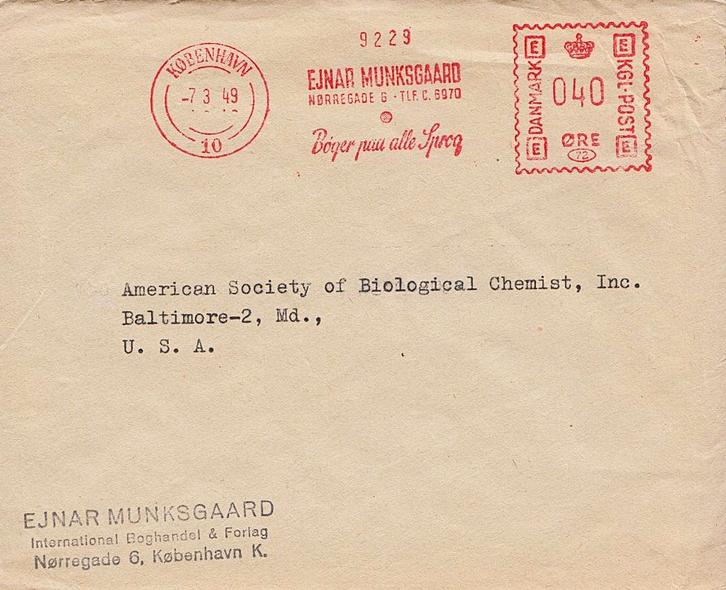 9229
KØBENHAVN
-7 3 49
10
EJNAR MUNKSGAARD
NØRREGADE 6 · TLF. C. 6970
Bøger paa alle Sprog
E E
DANMARK
040
KGL·POST
ØRE
72
E E
American Society of Biological Chemist, Inc.
Baltimore-2, Md.,
U. S. A.
EJNAR MUNKSGAARD
International Boghandel & Forlag
Nørregade 6, København K.